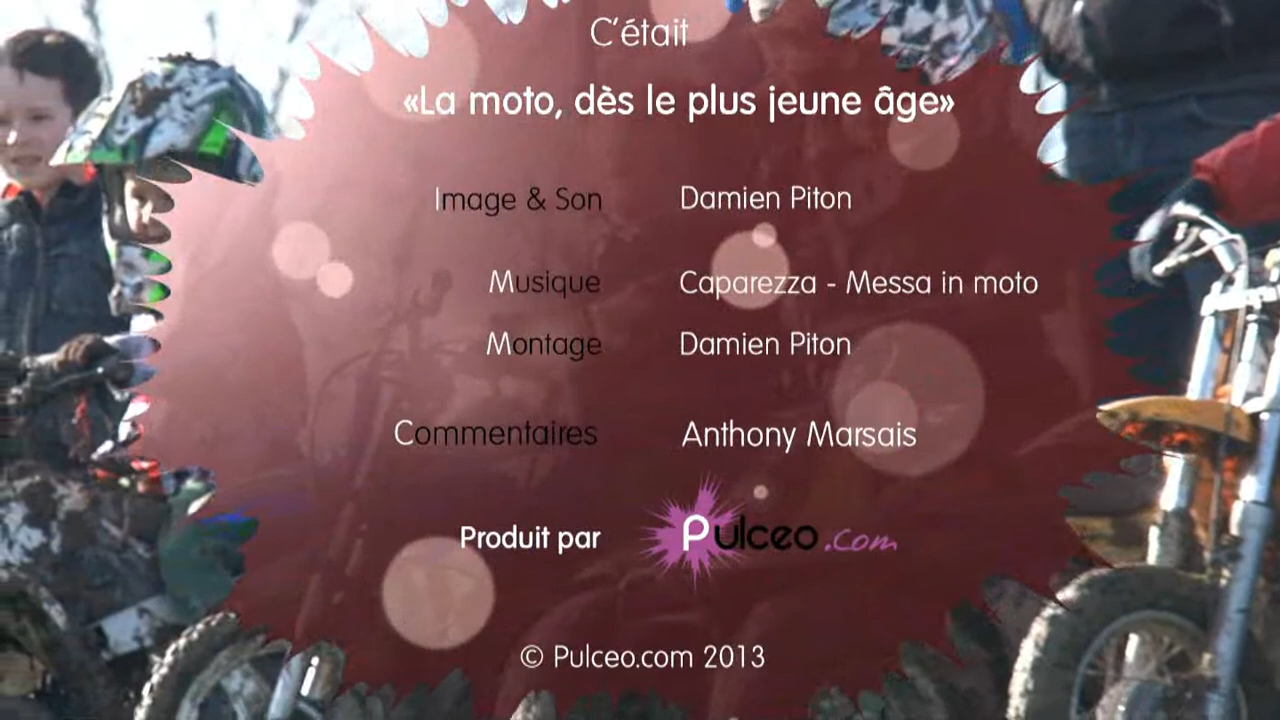 C'était
«La moto, dès le plus jeune âge»
Image & Son Damien Piton
Musique Caparezza - Messa in moto
Montage Damien Piton
Commentaires Anthony Marsais
Produit par Pulceo.com
© Pulceo.com 2013